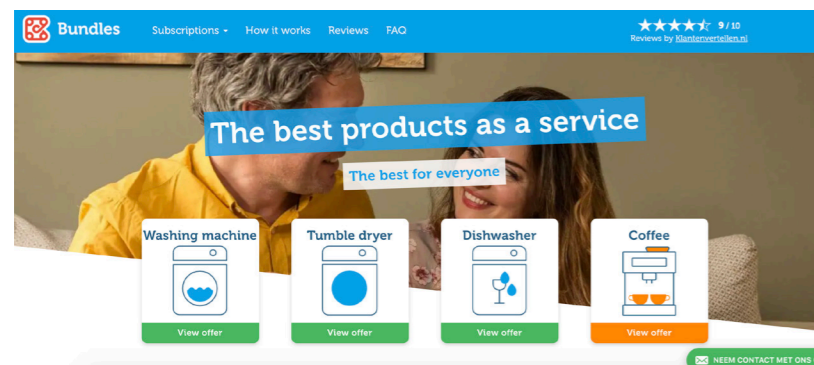 Bundles
Subscriptions
How it works
Reviews
FAQ
9 / 10
Reviews by Klantenvertellen.nl
The best products as a service
The best for everyone
Washing machine
Tumble dryer
Dishwasher
Coffee
View offer
View offer
View offer
View offer
NEEM CONTACT MET ONS